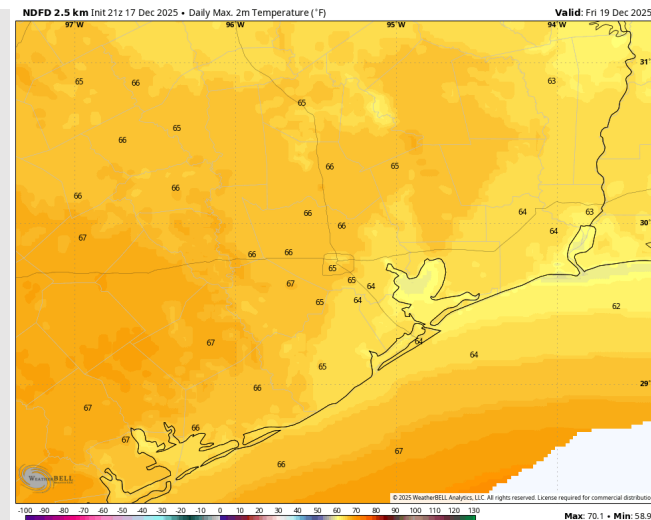 NDFD 2.5 km Init 21z 17 Dec 2025 • Daily Max. 2m Temperature (°F)
Valid: Fri 19 Dec 2025
97°W 96°W 95°W 94°W
31°
65 66 63
65
65
66
66 65
66 66
66 64 63
67 66 64
30°
66 66
65
67 65 64
65 64
62
67 64 64
65
66
29°
67
66
67
67
66
WEATHERBELL
© 2025 WeatherBELL Analytics, LLC. All rights reserved. License required for commercial distributio
-100 -90 -80 -70 -60 -50 -40 -30 -20 -10 0 10 20 30 40 50 60 70 80 90 100 110 120 130
Max: 70.1 • Min: 58.9